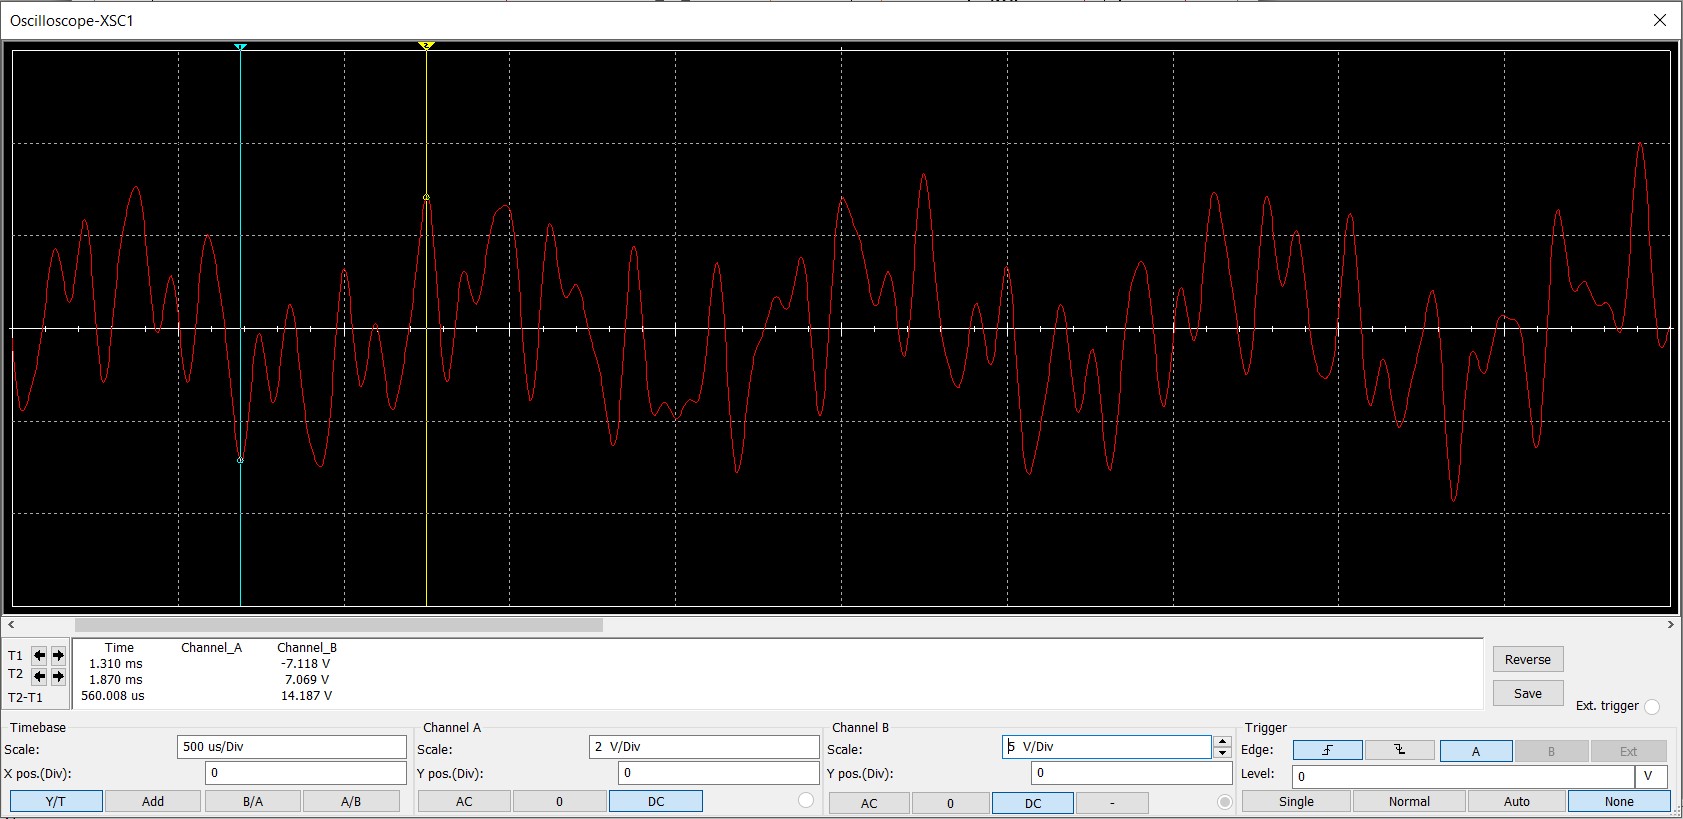 Oscilloscope-XSC1
1 2
Time Channel_A Channel_B
T1 1.310 ms -7.118 V
T2 1.870 ms 7.069 V
T2-T1 560.008 us 14.187 V
Reverse
Save
Ext. trigger
Timebase Channel A Channel B Trigger
Scale: 500 us/Div Scale: 2 V/Div Scale: 5 V/Div Edge: A B Ext
X pos.(Div): 0 Y pos.(Div): 0 Y pos.(Div): 0 Level: 0 V
Y/T Add B/A A/B AC 0 DC AC 0 DC - Single Normal Auto None